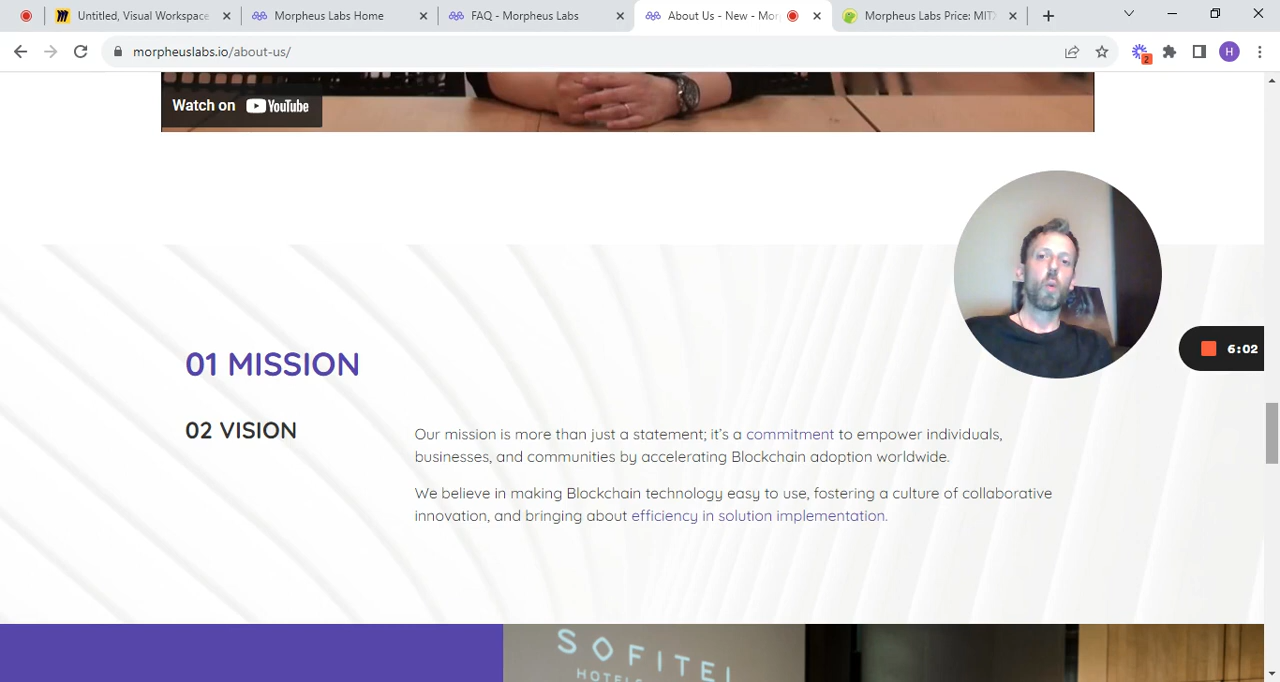 Untitled, Visual Workspace
Morpheus Labs Home
FAQ - Morpheus Labs
About Us - New - Mor
Morpheus Labs Price: MITX
morpheuslabs.io/about-us/
2
H
Watch on YouTube
6:02
01 MISSION
02 VISION
Our mission is more than just a statement; it's a commitment to empower individuals,
businesses, and communities by accelerating Blockchain adoption worldwide.
We believe in making Blockchain technology easy to use, fostering a culture of collaborative
innovation, and bringing about efficiency in solution implementation.
SOFITEL
HOTELS